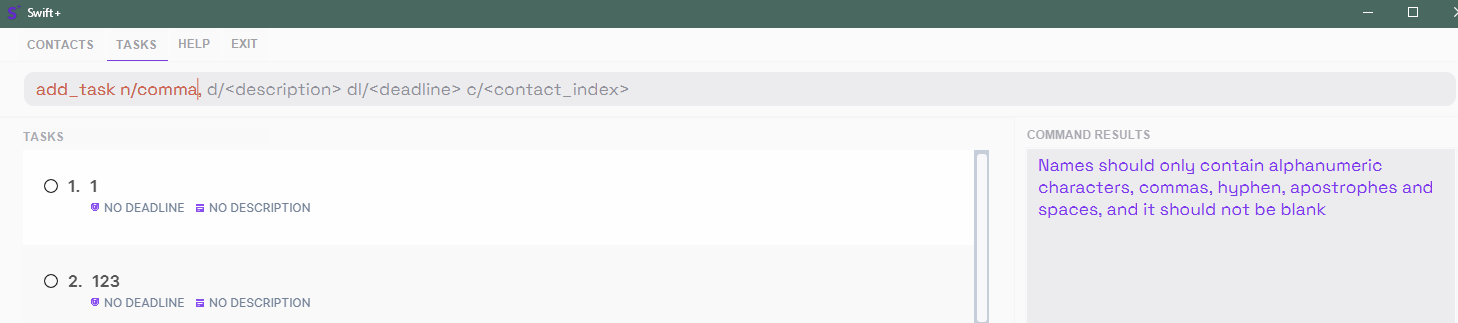 Swift+
CONTACTS TASKS HELP EXIT
add_task n/comma, d/<description> dl/<deadline> c/<contact_index>
TASKS
1. 1
NO DEADLINE NO DESCRIPTION
2. 123
NO DEADLINE NO DESCRIPTION
COMMAND RESULTS
Names should only contain alphanumeric
characters, commas, hyphen, apostrophes and
spaces, and it should not be blank